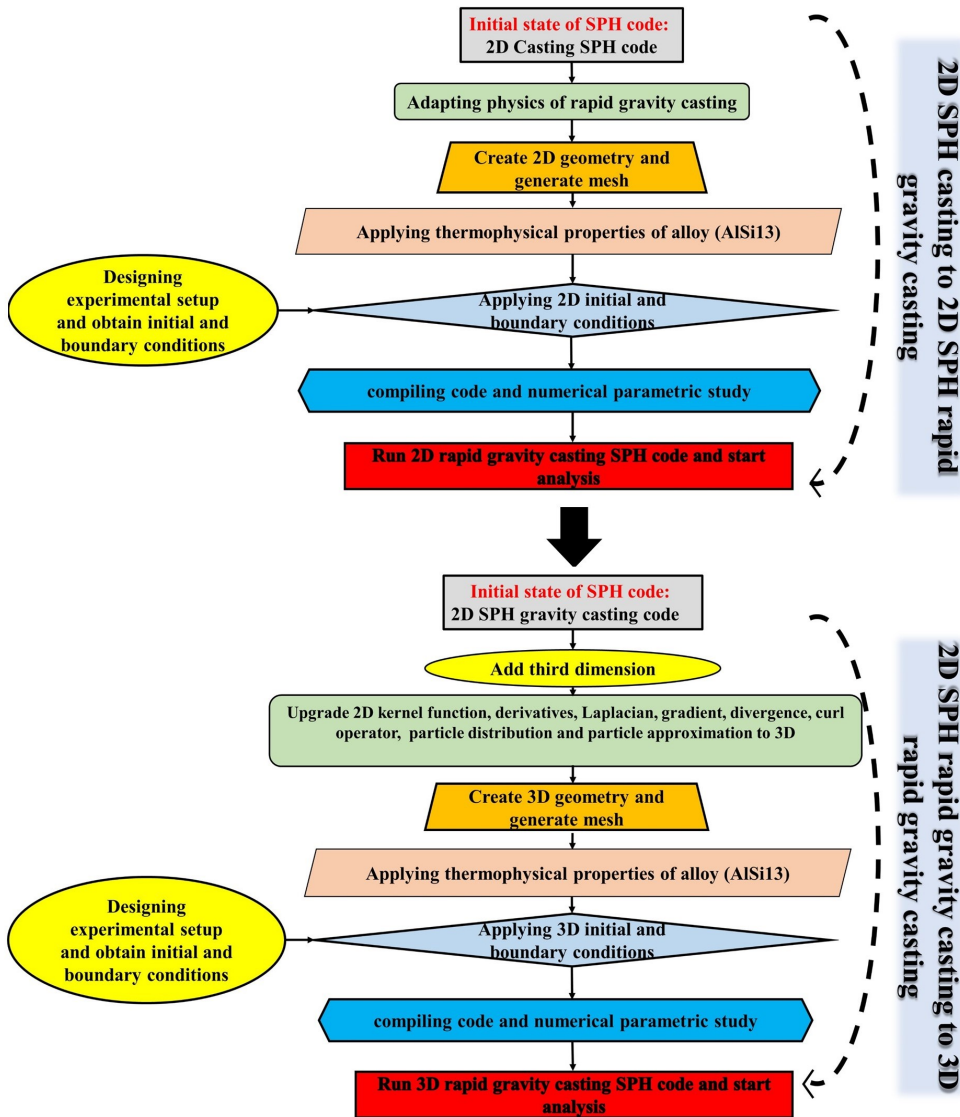 Initial state of SPH code:
2D Casting SPH code
Adapting physics of rapid gravity casting
Create 2D geometry and
generate mesh
Applying thermophysical properties of alloy (AlSi13)
Designing
experimental setup
and obtain initial and
boundary conditions
Applying 2D initial and
boundary conditions
compiling code and numerical parametric study
Run 2D rapid gravity casting SPH code and start
analysis
2D SPH casting to 2D SPH rapid
gravity casting
Initial state of SPH code:
2D SPH gravity casting code
Add third dimension
Upgrade 2D kernel function, derivatives, Laplacian, gradient, divergence, curl
operator, particle distribution and particle approximation to 3D
Create 3D geometry and
generate mesh
Applying thermophysical properties of alloy (AlSi13)
Designing
experimental setup
and obtain initial and
boundary conditions
Applying 3D initial and
boundary conditions
compiling code and numerical parametric study
Run 3D rapid gravity casting SPH code and start
analysis
2D SPH rapid gravity casting to 3D
rapid gravity casting